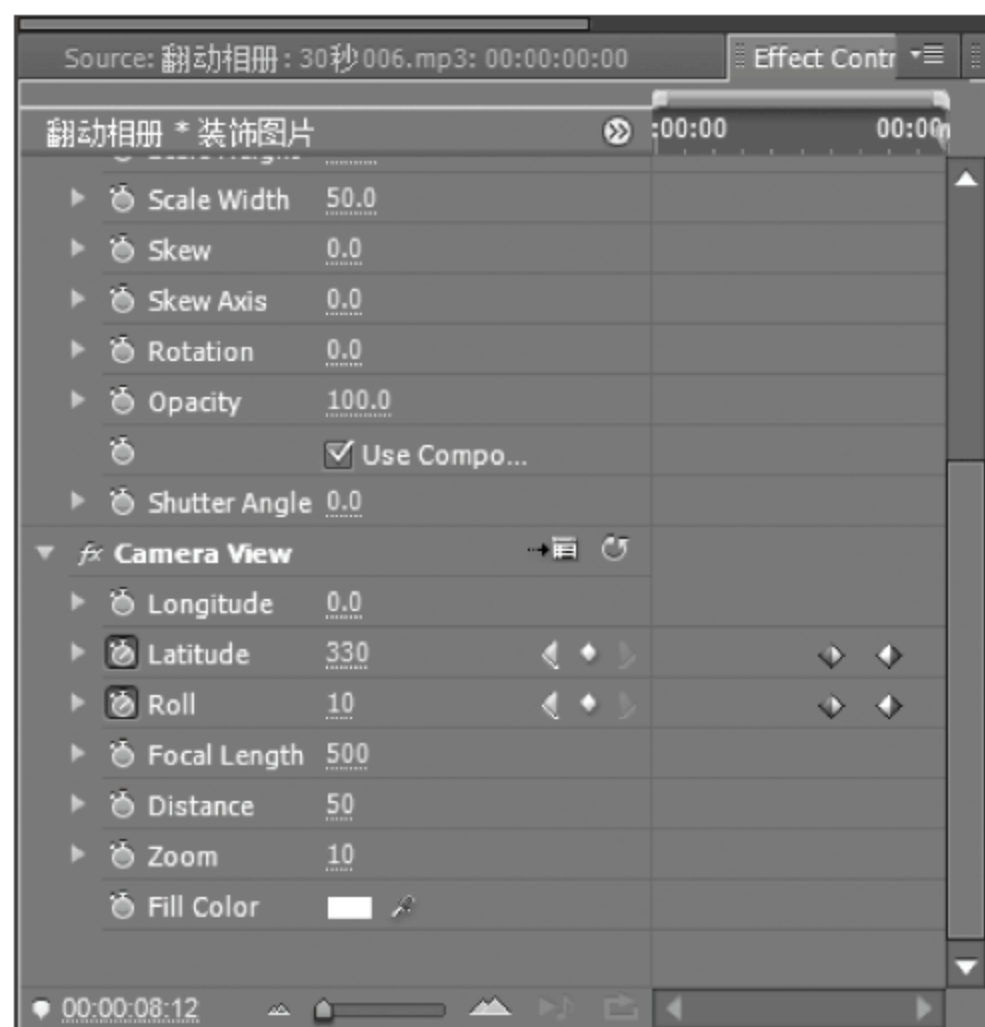 Source: 翻动相册 : 30秒006.mp3: 00:00:00:00 Effect Contr
翻动相册 * 装饰图片 :00:00 00:00
Scale Width 50.0
Skew 0.0
Skew Axis 0.0
Rotation 0.0
Opacity 100.0
Use Compo...
Shutter Angle 0.0
fx Camera View
Longitude 0.0
Latitude 330
Roll 10
Focal Length 500
Distance 50
Zoom 10
Fill Color
00:00:08:12